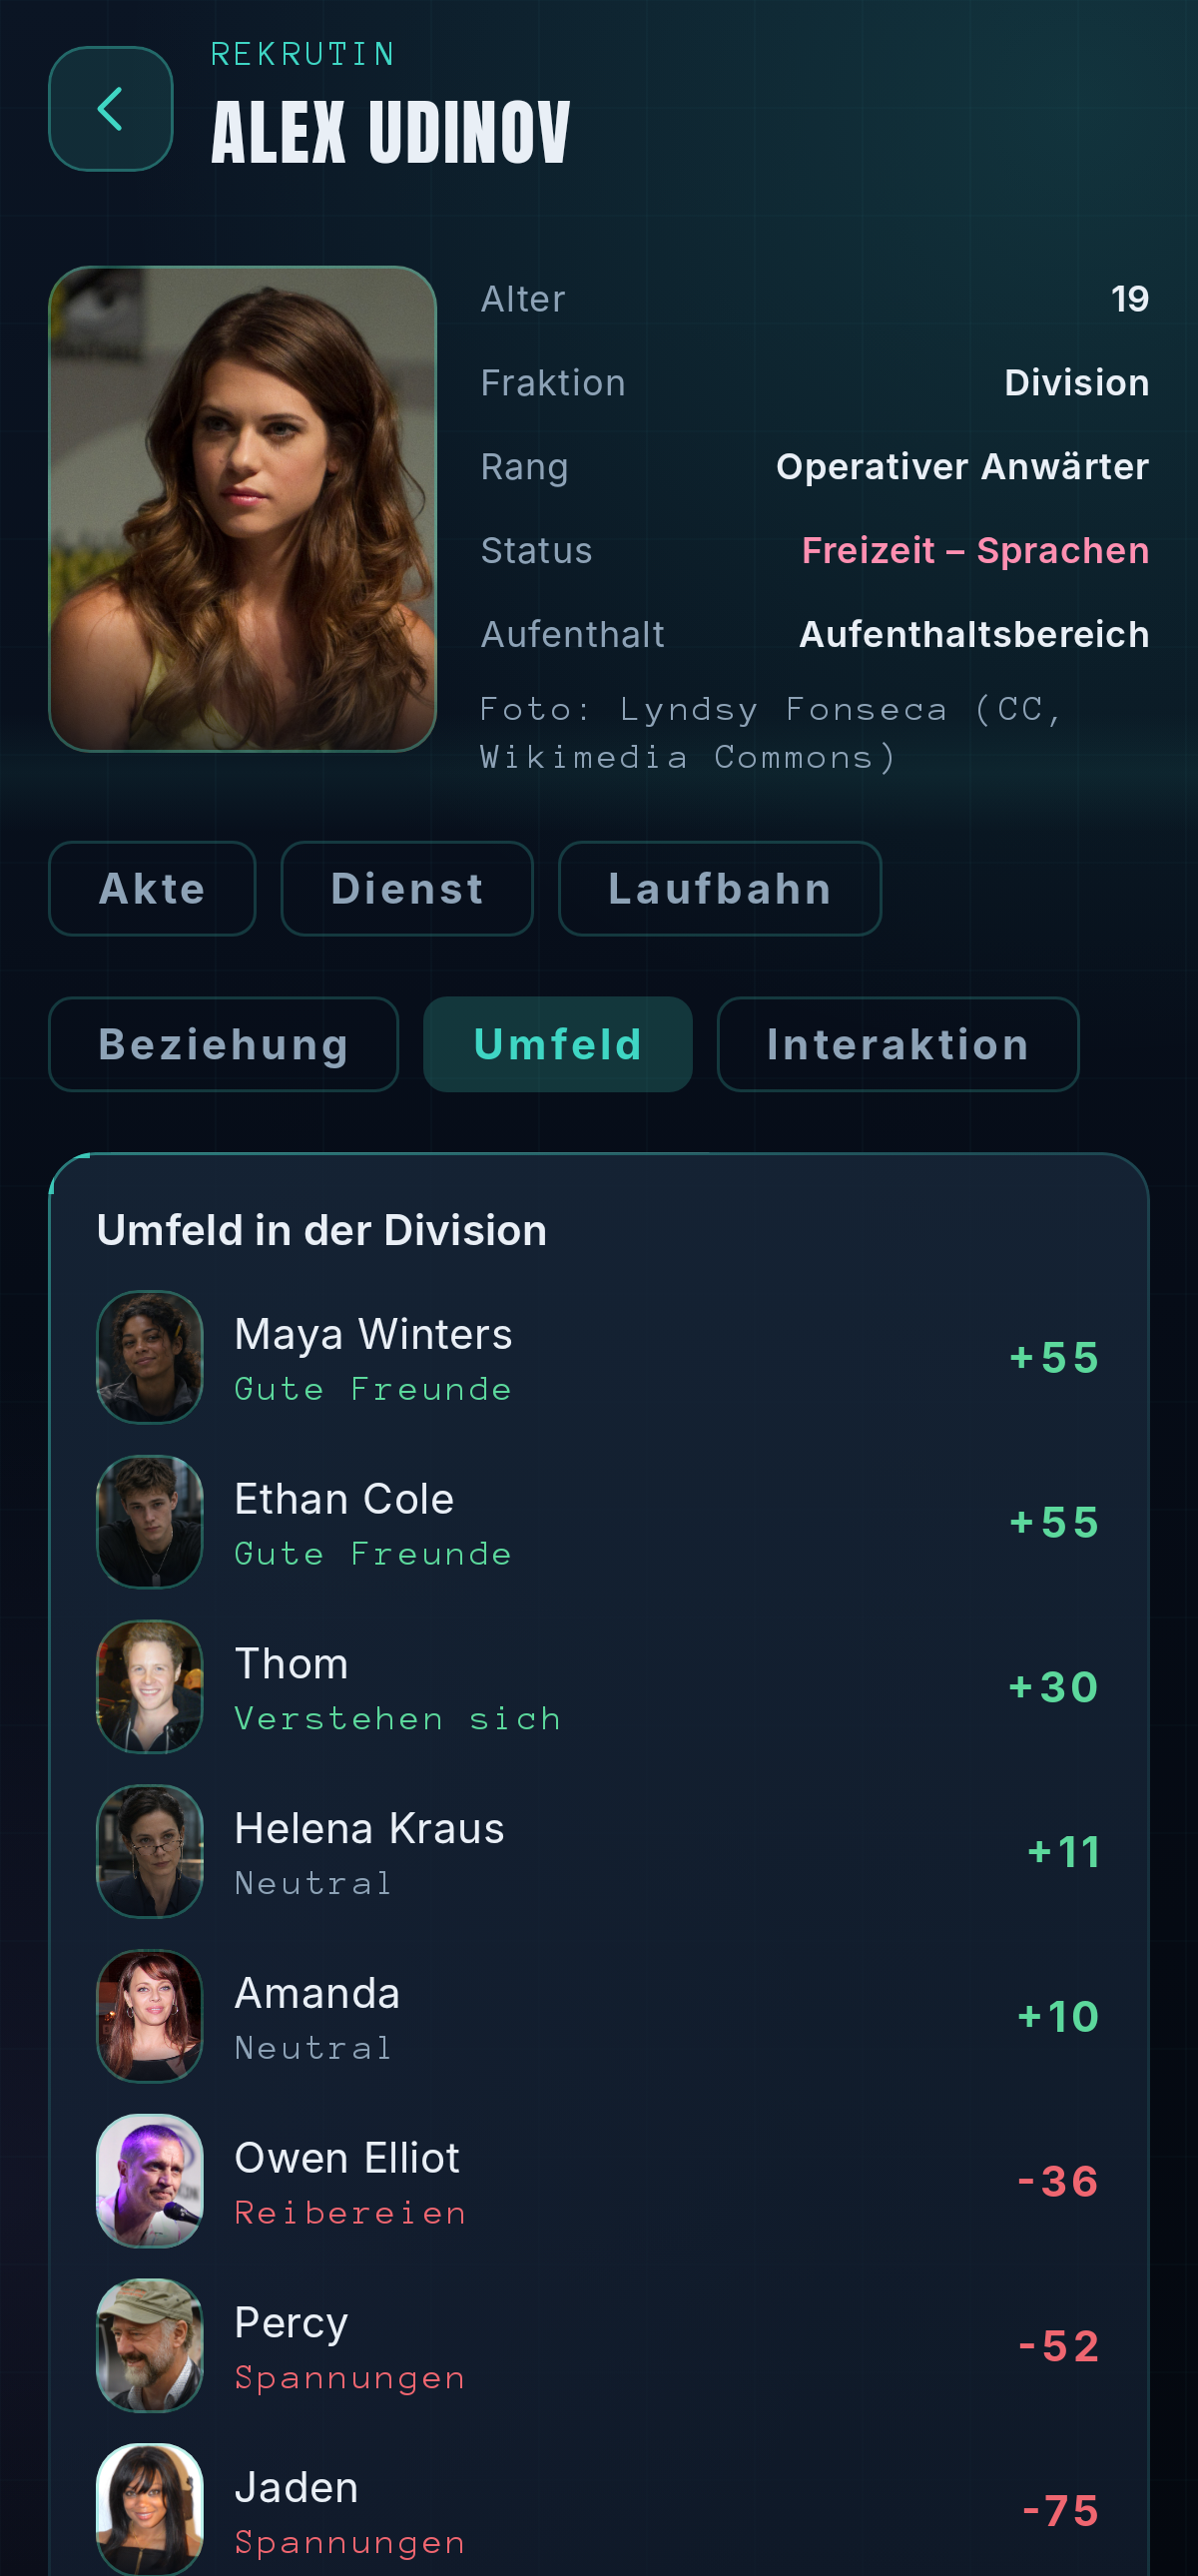 REKRUTIN
ALEX UDINOV
Alter 19
Fraktion Division
Rang Operativer Anwärter
Status Freizeit – Sprachen
Aufenthalt Aufenthaltsbereich
Foto: Lyndsy Fonseca (CC,
Wikimedia Commons)
Akte Dienst Laufbahn
Beziehung Umfeld Interaktion
Umfeld in der Division
Maya Winters
Gute Freunde
+55
Ethan Cole
Gute Freunde
+55
Thom
Verstehen sich
+30
Helena Kraus
Neutral
+11
Amanda
Neutral
+10
Owen Elliot
Reibereien
-36
Percy
Spannungen
-52
Jaden
Spannungen
-75